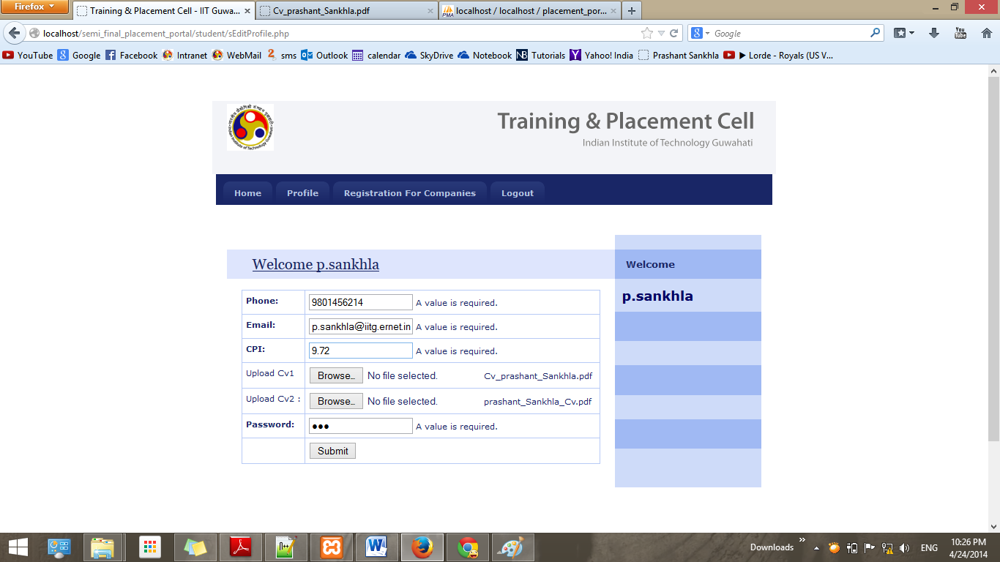 Firefox
Training & Placement Cell - IIT Guwa...
Cv_prashant_Sankhla.pdf
localhost / localhost / placement_por...
localhost/semi_final_placement_portal/student/sEditProfile.php
Google
YouTube Google Facebook Intranet WebMail sms Outlook calendar SkyDrive Notebook Tutorials Yahoo! India Prashant Sankhla ▶ Lorde - Royals (US V...
Training & Placement Cell
Indian Institute of Technology Guwahati
Home Profile Registration For Companies Logout
Welcome p.sankhla
Welcome
p.sankhla
Phone: 9801456214 A value is required.
Email: p.sankhla@iitg.ernet.in A value is required.
CPI: 9.72 A value is required.
Upload Cv1 Browse... No file selected. Cv_prashant_Sankhla.pdf
Upload Cv2 : Browse... No file selected. prashant_Sankhla_Cv.pdf
Password: ●●● A value is required.
Submit
Downloads » ENG 10:26 PM
4/24/2014